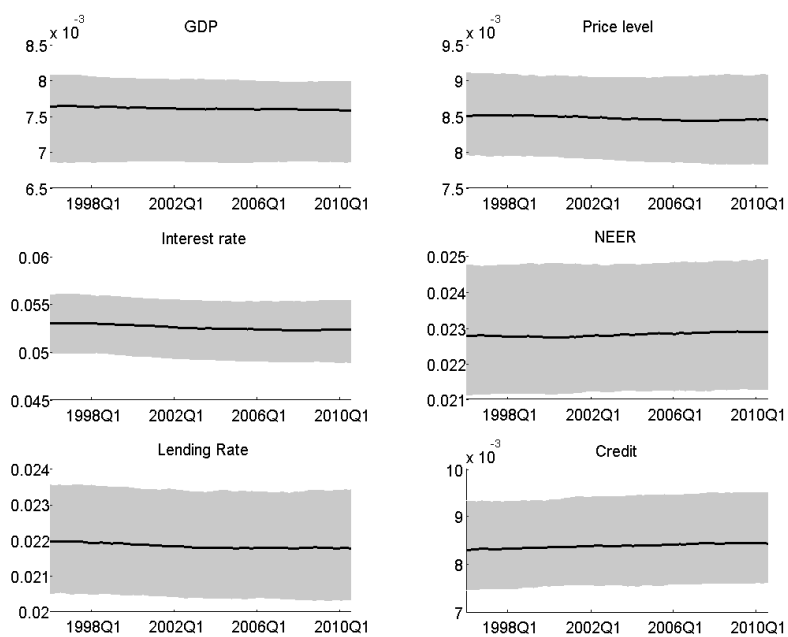 GDP
x 10-3
8.5
8
7.5
7
6.5
1998Q1 2002Q1 2006Q1 2010Q1
Price level
x 10-3
9.5
9
8.5
8
7.5
1998Q1 2002Q1 2006Q1 2010Q1
Interest rate
0.06
0.055
0.05
0.045
1998Q1 2002Q1 2006Q1 2010Q1
NEER
0.025
0.024
0.023
0.022
0.021
1998Q1 2002Q1 2006Q1 2010Q1
Lending Rate
0.024
0.023
0.022
0.021
0.02
1998Q1 2002Q1 2006Q1 2010Q1
Credit
x 10-3
10
9
8
7
1998Q1 2002Q1 2006Q1 2010Q1